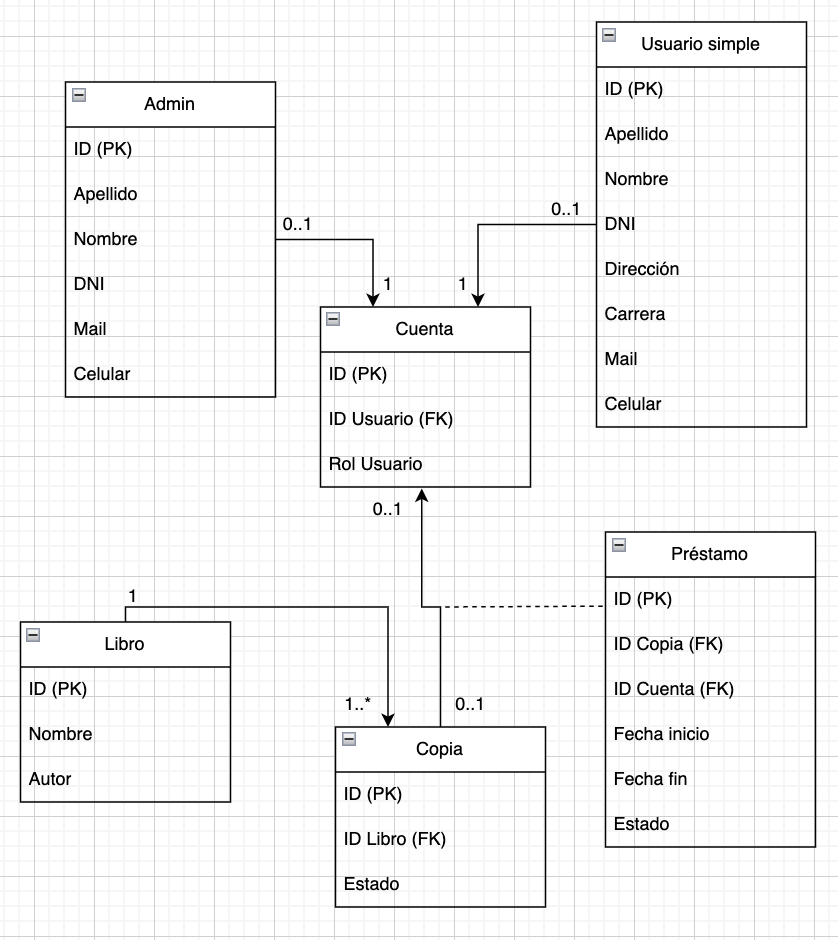 Admin
ID (PK)
Apellido
Nombre
DNI
Mail
Celular
0..1
1
Usuario simple
ID (PK)
Apellido
Nombre
DNI
Dirección
Carrera
Mail
Celular
0..1
1
Cuenta
ID (PK)
ID Usuario (FK)
Rol Usuario
0..1
Préstamo
ID (PK)
ID Copia (FK)
ID Cuenta (FK)
Fecha inicio
Fecha fin
Estado
1
Libro
ID (PK)
Nombre
Autor
1..*
0..1
Copia
ID (PK)
ID Libro (FK)
Estado